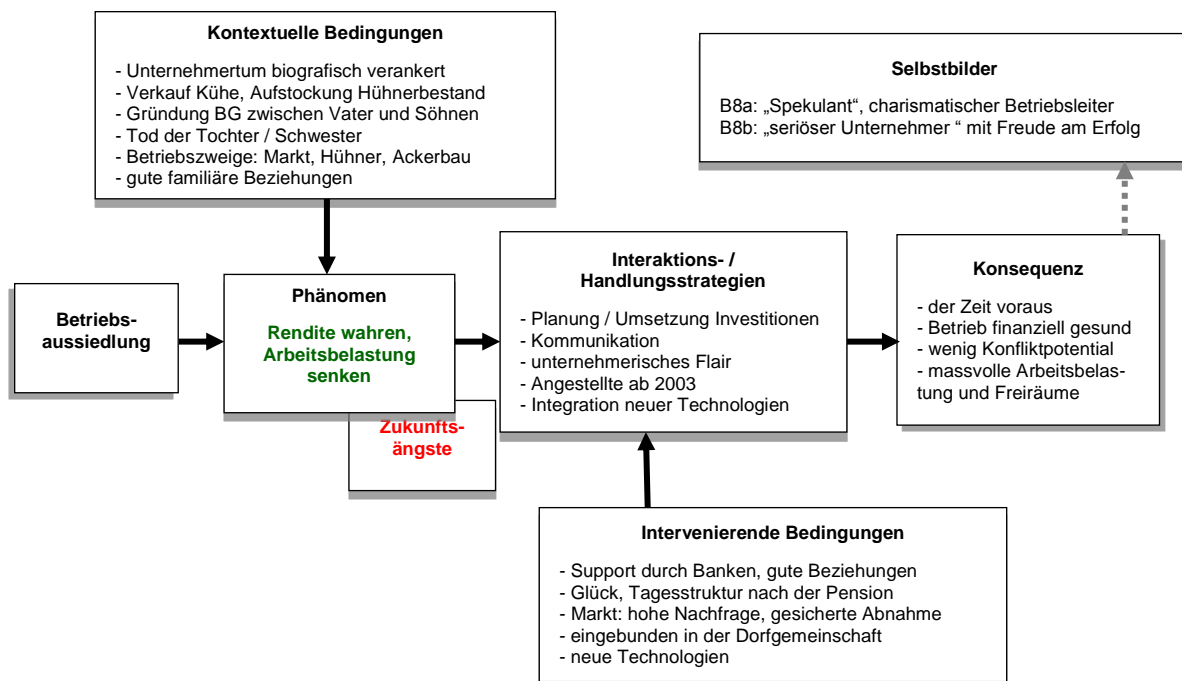 Kontextuelle Bedingungen
- Unternehmertum biografisch verankert
- Verkauf Kühe, Aufstockung Hühnerbestand
- Gründung BG zwischen Vater und Söhnen
- Tod der Tochter / Schwester
- Betriebszweige: Markt, Hühner, Ackerbau
- gute familiäre Beziehungen
Selbstbilder
B8a: „Spekulant“, charismatischer Betriebsleiter
B8b: „seriöser Unternehmer “ mit Freude am Erfolg
Betriebs-
aussiedlung
Phänomen
Rendite wahren,
Arbeitsbelastung
senken
Zukunfts-
ängste
Interaktions- /
Handlungsstrategien
- Planung / Umsetzung Investitionen
- Kommunikation
- unternehmerisches Flair
- Angestellte ab 2003
- Integration neuer Technologien
Konsequenz
- der Zeit voraus
- Betrieb finanziell gesund
- wenig Konfliktpotential
- massvolle Arbeitsbelas-
tung und Freiräume
Intervenierende Bedingungen
- Support durch Banken, gute Beziehungen
- Glück, Tagesstruktur nach der Pension
- Markt: hohe Nachfrage, gesicherte Abnahme
- eingebunden in der Dorfgemeinschaft
- neue Technologien